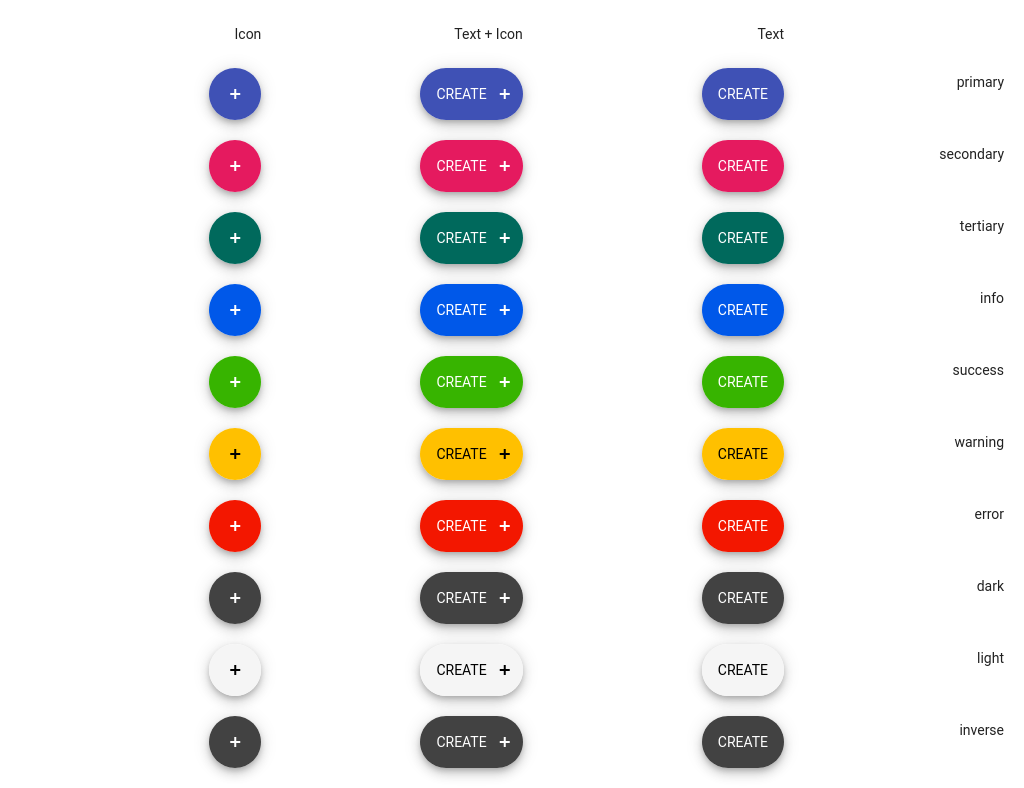 Icon Text + Icon Text
primary
+ CREATE + CREATE
secondary
+ CREATE + CREATE
tertiary
+ CREATE + CREATE
info
+ CREATE + CREATE
success
+ CREATE + CREATE
warning
+ CREATE + CREATE
error
+ CREATE + CREATE
dark
+ CREATE + CREATE
light
+ CREATE + CREATE
inverse
+ CREATE + CREATE